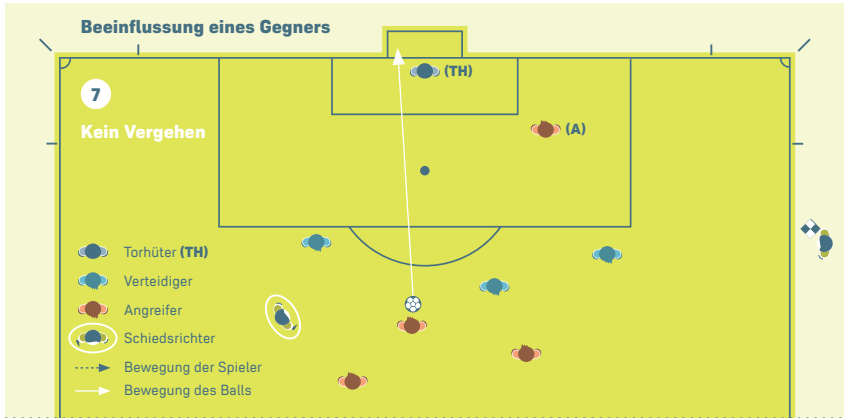 Beeinflussung eines Gegners
(TH)
7
(A)
Kein Vergehen
Torhüter (TH)
Verteidiger
Angreifer
Schiedsrichter
Bewegung der Spieler
Bewegung des Balls